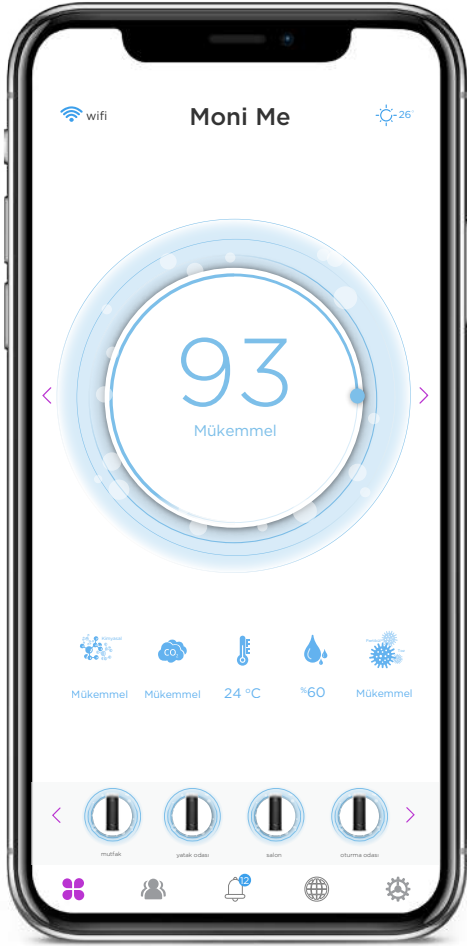 wifi
Moni Me
26°
93
Mükemmel
CO₂
Mükemmel
Mükemmel
24 °C
%60
Mükemmel
mutfak
yatak odası
salon
oturma odası
12